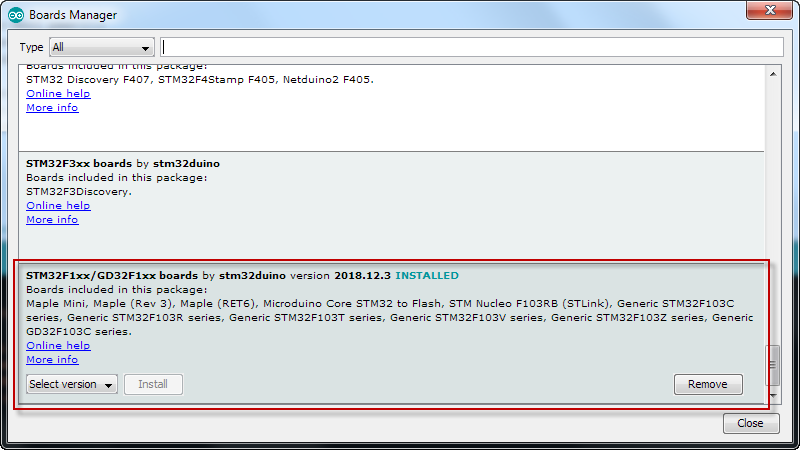 Boards Manager
Type All
Boards included in this package:
STM32 Discovery F407, STM32F4Stamp F405, Netduino2 F405.
Online help
More info
STM32F3xx boards by stm32duino
Boards included in this package:
STM32F3Discovery.
Online help
More info
STM32F1xx/GD32F1xx boards by stm32duino version 2018.12.3 INSTALLED
Boards included in this package:
Maple Mini, Maple (Rev 3), Maple (RET6), Microduino Core STM32 to Flash, STM Nucleo F103RB (STLink), Generic STM32F103C
series, Generic STM32F103R series, Generic STM32F103T series, Generic STM32F103V series, Generic STM32F103Z series, Generic
GD32F103C series.
Online help
More info
Select version Install Remove
Close